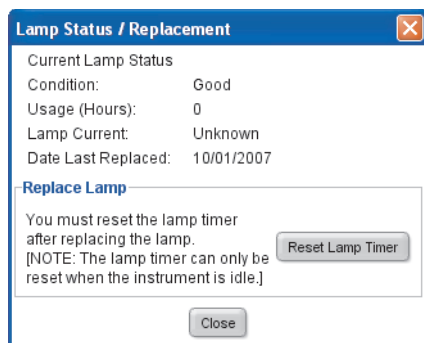 Lamp Status / Replacement
Current Lamp Status
Condition: Good
Usage (Hours): 0
Lamp Current: Unknown
Date Last Replaced: 10/01/2007
Replace Lamp
You must reset the lamp timer
after replacing the lamp.
[NOTE: The lamp timer can only be
reset when the instrument is idle.]
Reset Lamp Timer
Close